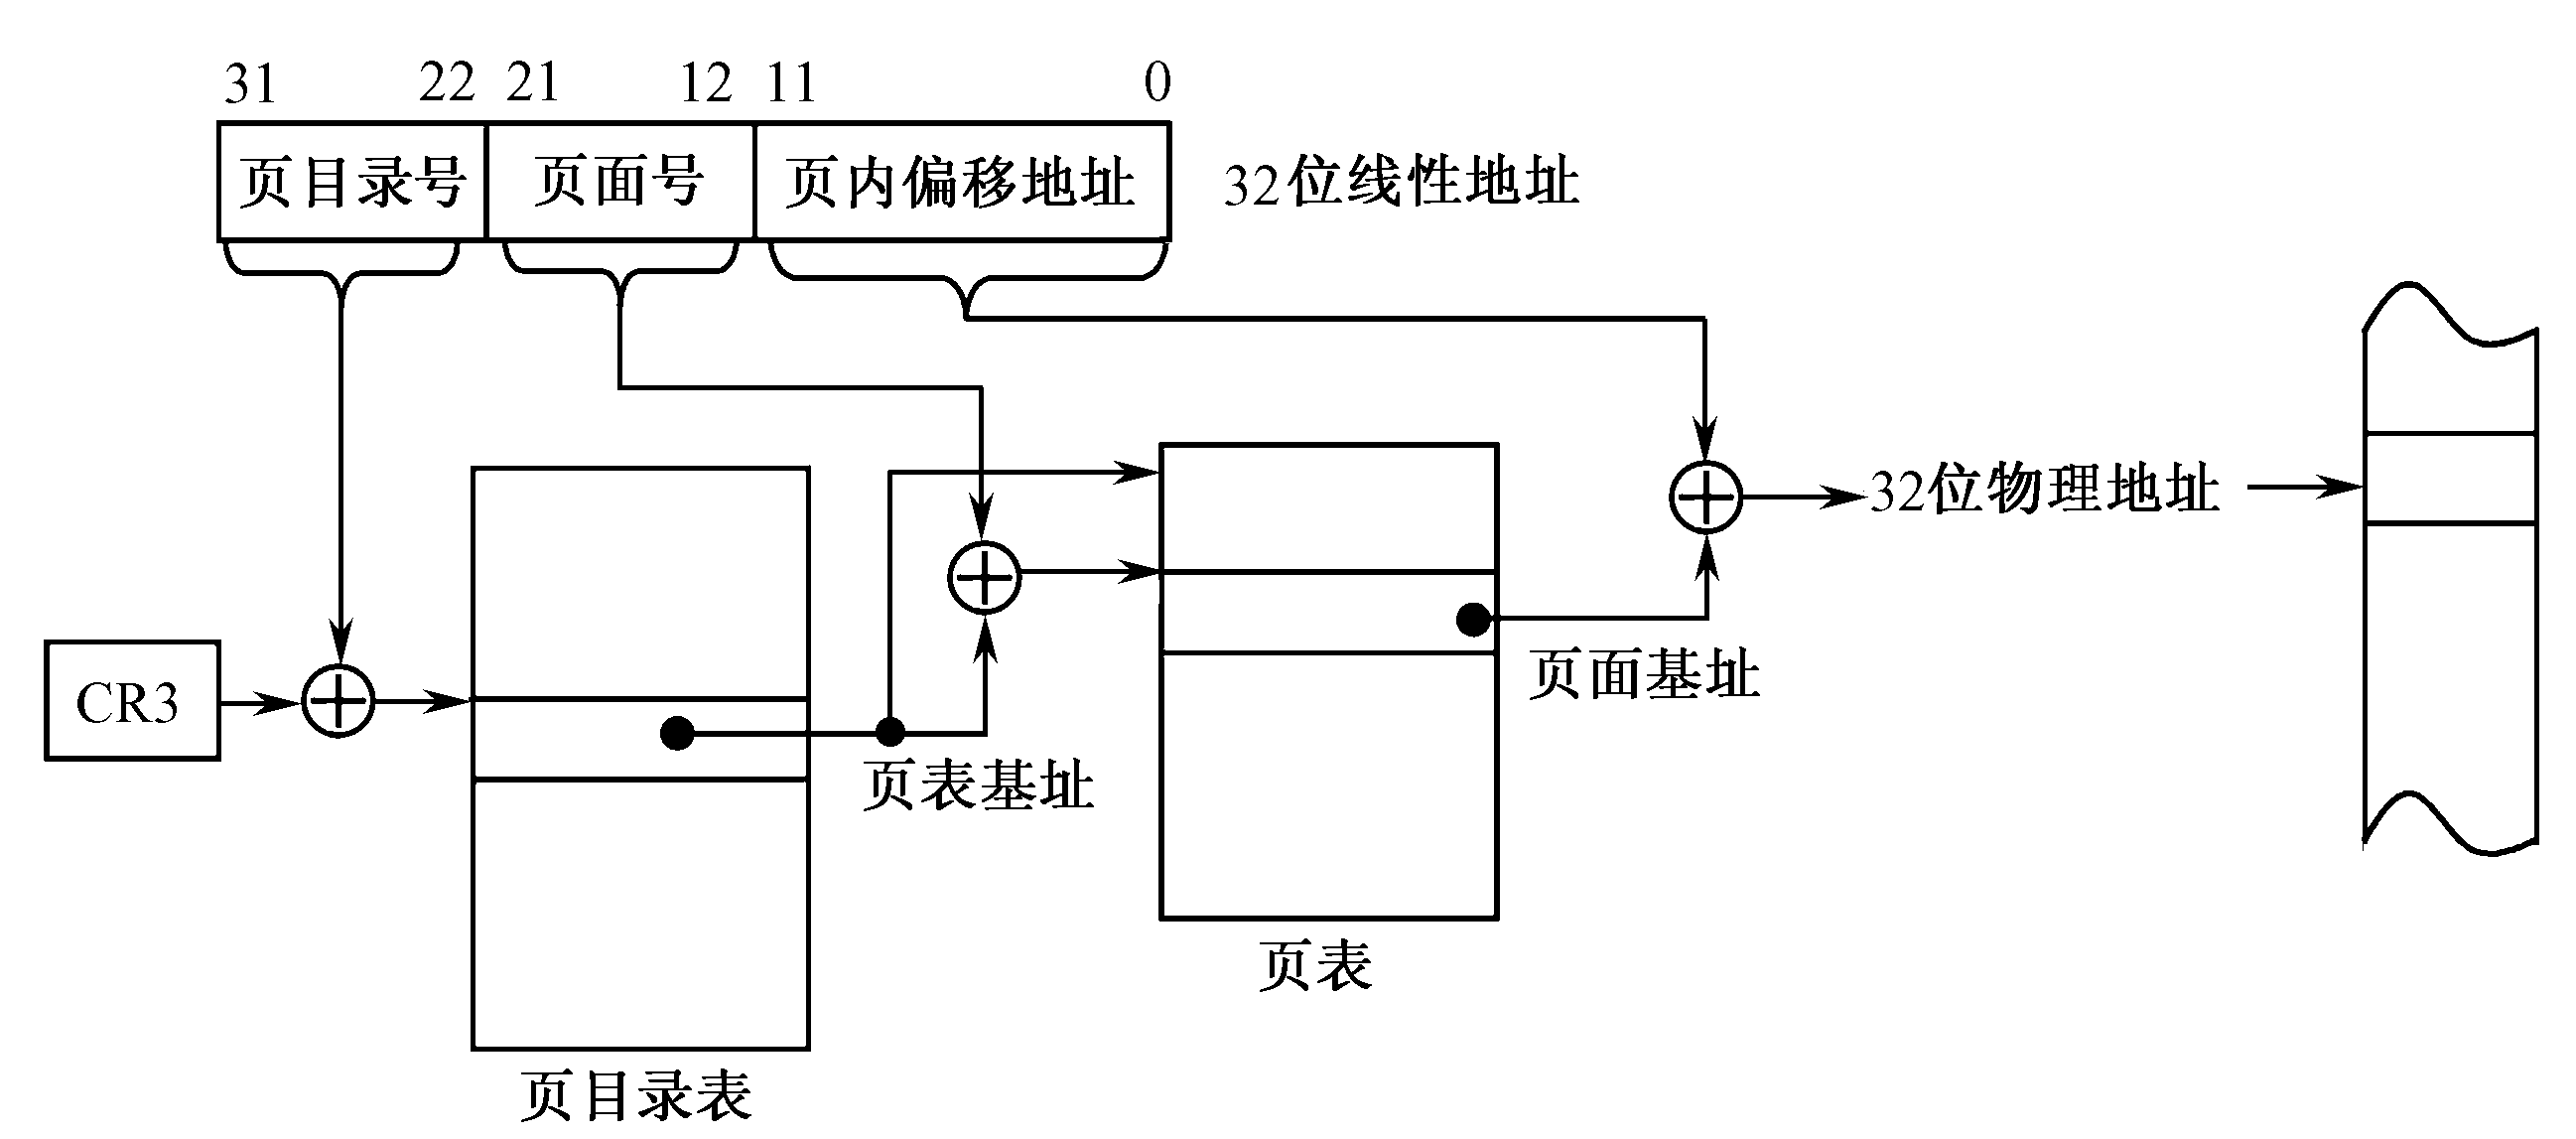 31 22 21 12 11 0
页目录号 页面号 页内偏移地址 32位线性地址
32位物理地址
页面基址
CR3
页表基址
页表
页目录表